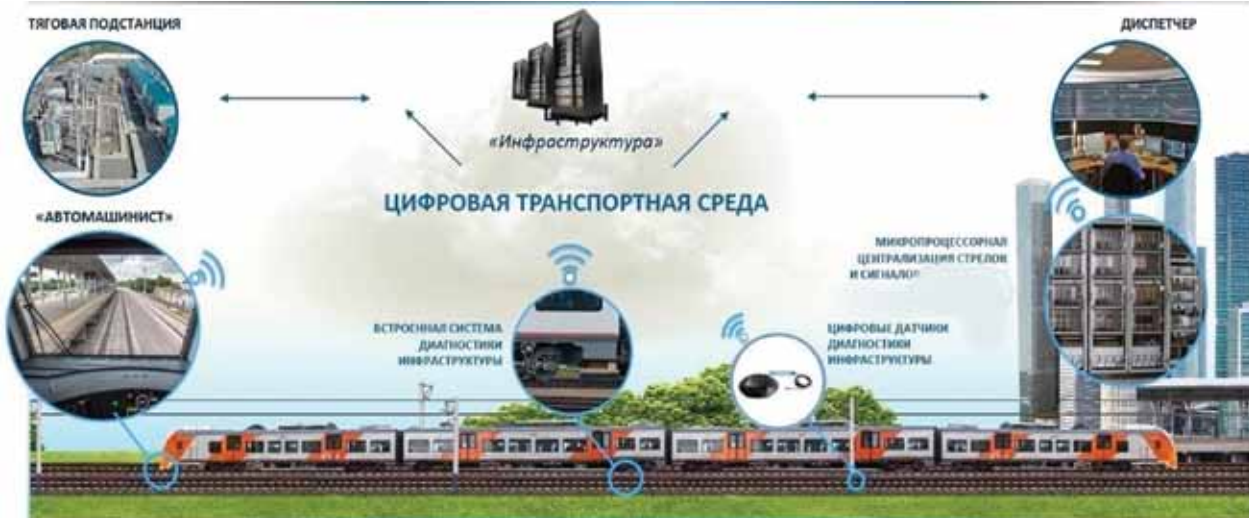 ТЯГОВАЯ ПОДСТАНЦИЯ
ДИСПЕТЧЕР
«Инфраструктура»
ЦИФРОВАЯ ТРАНСПОРТНАЯ СРЕДА
«АВТОМАШИНИСТ»
МИКРОПРОЦЕССОРНАЯ
ЦЕНТРАЛИЗАЦИЯ СТРЕЛОК
И СИГНАЛОВ
ВСТРОЕННАЯ СИСТЕМА
ДИАГНОСТИКИ
ИНФРАСТРУКТУРЫ
ЦИФРОВЫЕ ДАТЧИКИ
ДИАГНОСТИКИ
ИНФРАСТРУКТУРЫ